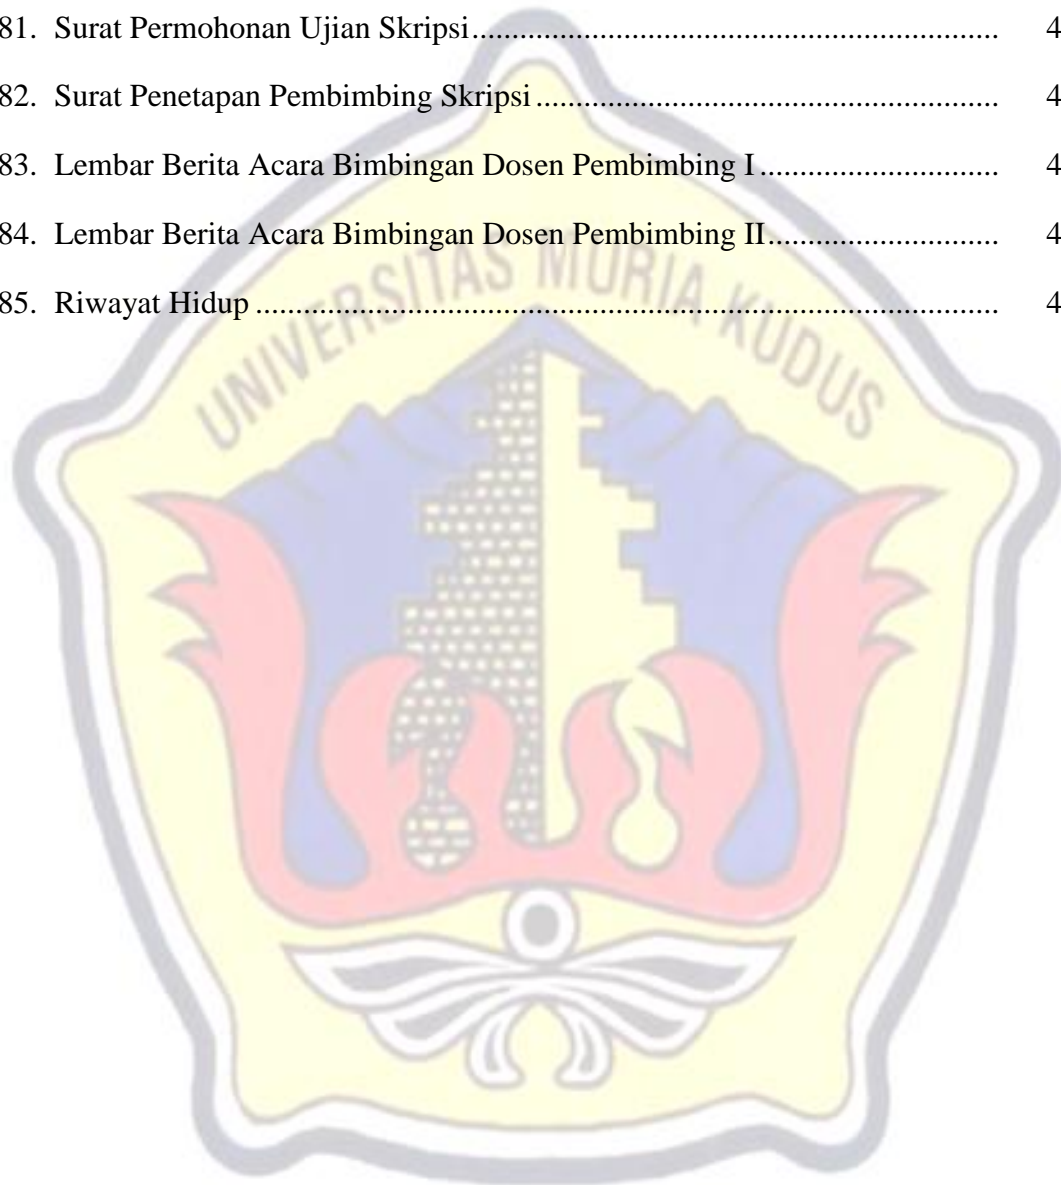 81. Surat Permohonan Ujian Skripsi................................................................. 4
82. Surat Penetapan Pembimbing Skripsi ......................................................... 4
83. Lembar Berita Acara Bimbingan Dosen Pembimbing I ............................. 4
84. Lembar Berita Acara Bimbingan Dosen Pembimbing II............................ 4
85. Riwayat Hidup ........................................................................................... 4
UNIVERSITAS MURIA KUDUS